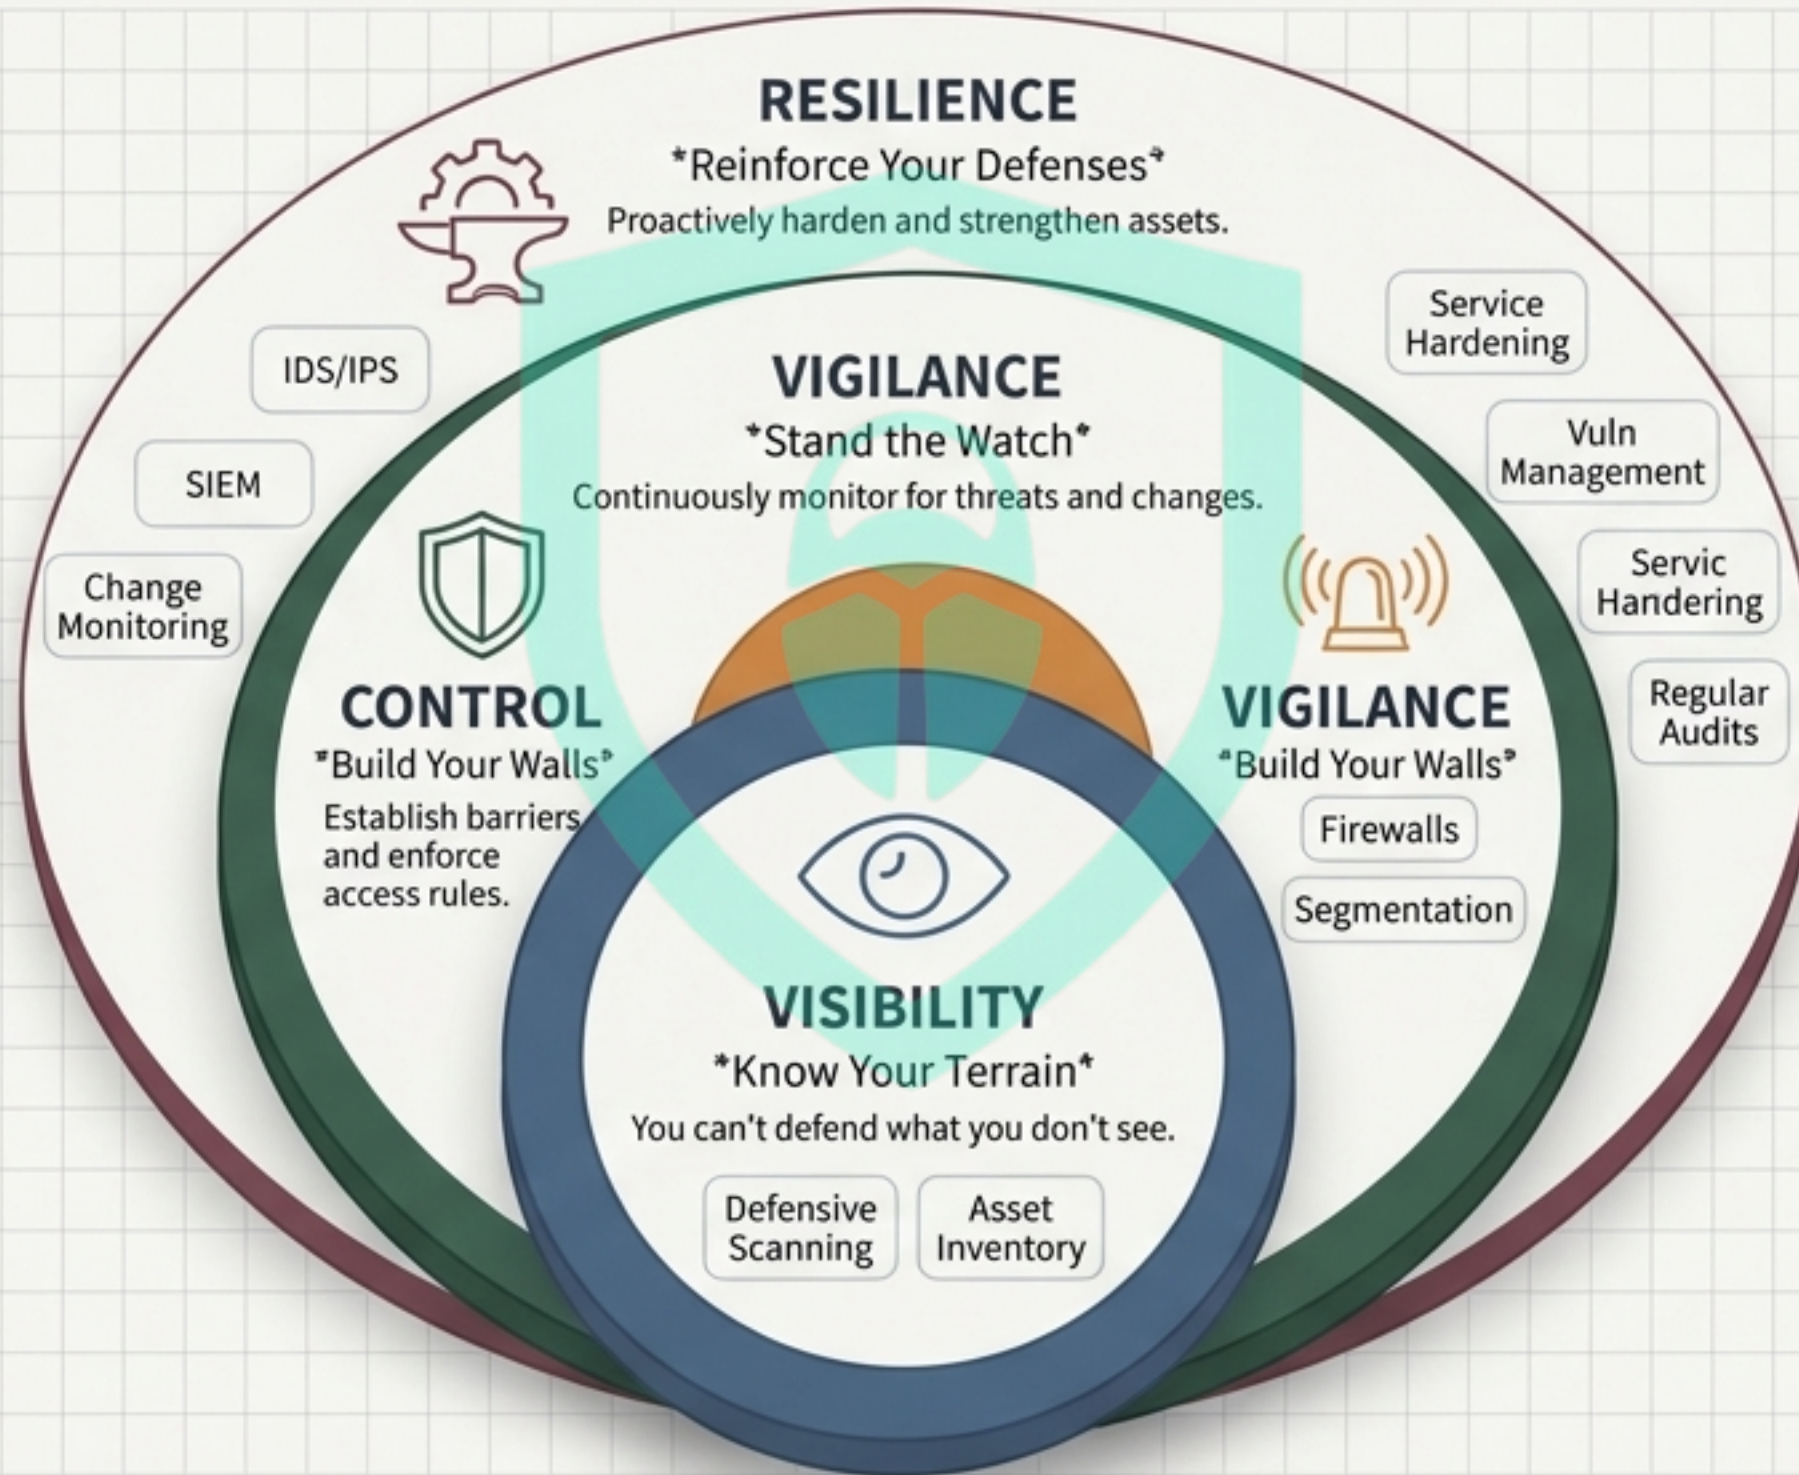 RESILIENCE
*Reinforce Your Defenses*
Proactively harden and strengthen assets.
IDS/IPS
SIEM
Change
Monitoring
Service
Hardening
Vuln
Management
Servic
Handering
Regular
Audits
VIGILANCE
*Stand the Watch*
Continuously monitor for threats and changes.
CONTROL
"Build Your Walls"
Establish barriers
and enforce
access rules.
VIGILANCE
"Build Your Walls"
Firewalls
Segmentation
VISIBILITY
*Know Your Terrain*
You can't defend what you don't see.
Defensive
Scanning
Asset
Inventory